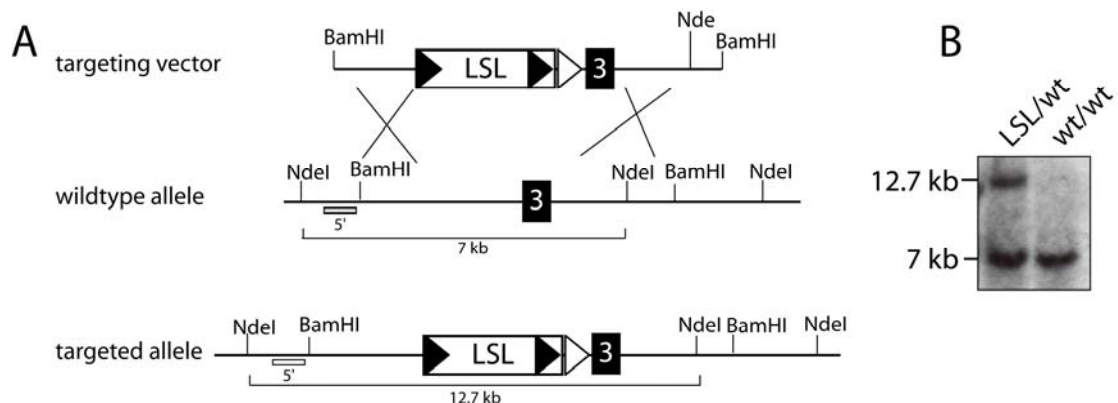 A
B
targeting vector
BamHI
LSL
3
Nde
BamHI
wildtype allele
NdeI
BamHI
3
NdeI
BamHI
NdeI
5'
7 kb
targeted allele
NdeI
BamHI
LSL
3
NdeI
BamHI
NdeI
5'
12.7 kb
LSL/wt
wt/wt
12.7 kb
7 kb